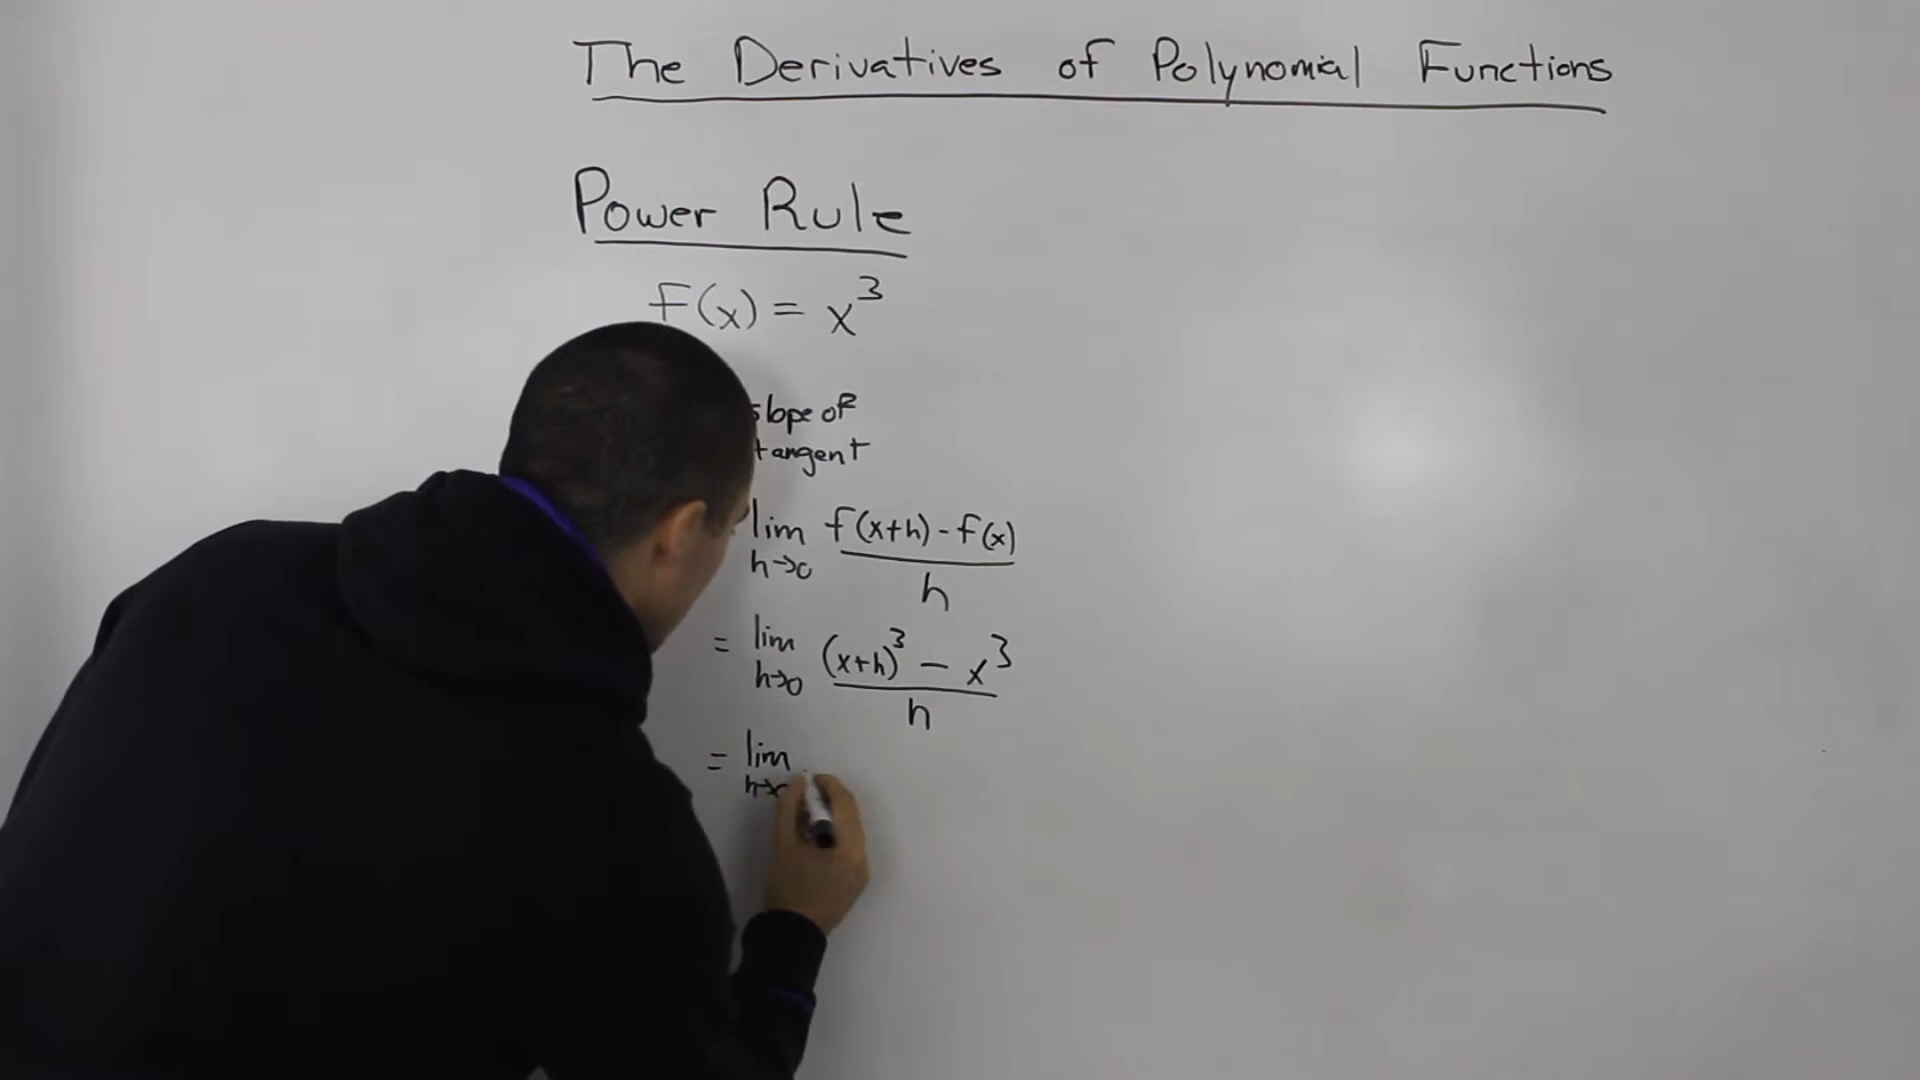 The Derivatives of Polynomial Functions
Power Rule
F(x) = x³
slope of
tangent
lim f(x+h) - f(x)
h→0 h
= lim (x+h)³ - x³
h→0 h
= lim
h→